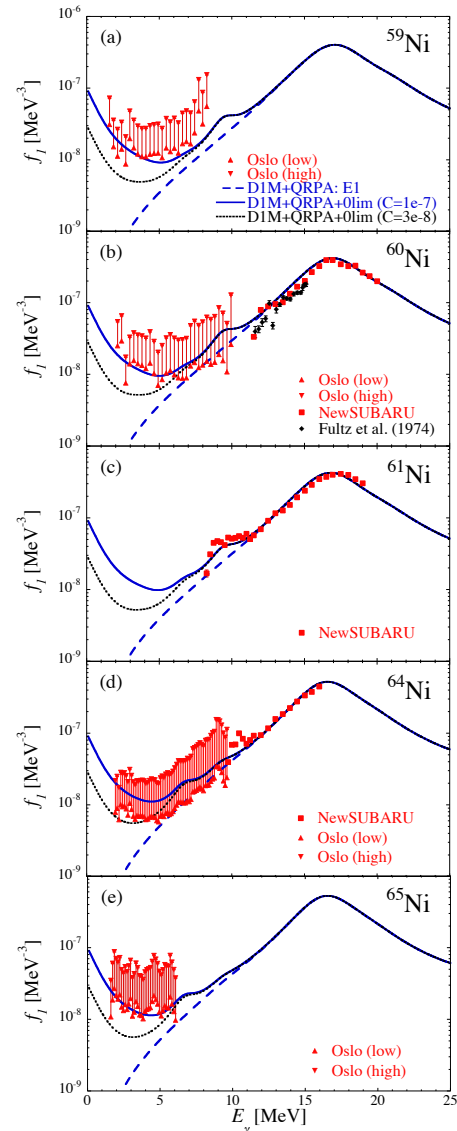 10⁻⁶
(a)
⁵⁹Ni
10⁻⁷
10⁻⁸
10⁻⁹
f₁ [MeV⁻³]
Oslo (low)
Oslo (high)
D1M+QRPA: E1
D1M+QRPA+0lim (C=1e-7)
D1M+QRPA+0lim (C=3e-8)
(b)
⁶⁰Ni
10⁻⁷
10⁻⁸
10⁻⁹
f₁ [MeV⁻³]
Oslo (low)
Oslo (high)
NewSUBARU
Fultz et al. (1974)
(c)
⁶¹Ni
10⁻⁷
10⁻⁸
10⁻⁹
f₁ [MeV⁻³]
NewSUBARU
(d)
⁶⁴Ni
10⁻⁷
10⁻⁸
10⁻⁹
f₁ [MeV⁻³]
NewSUBARU
Oslo (low)
Oslo (high)
(e)
⁶⁵Ni
10⁻⁷
10⁻⁸
10⁻⁹
f₁ [MeV⁻³]
Oslo (low)
Oslo (high)
0 5 10 15 20 25
Eγ [MeV]